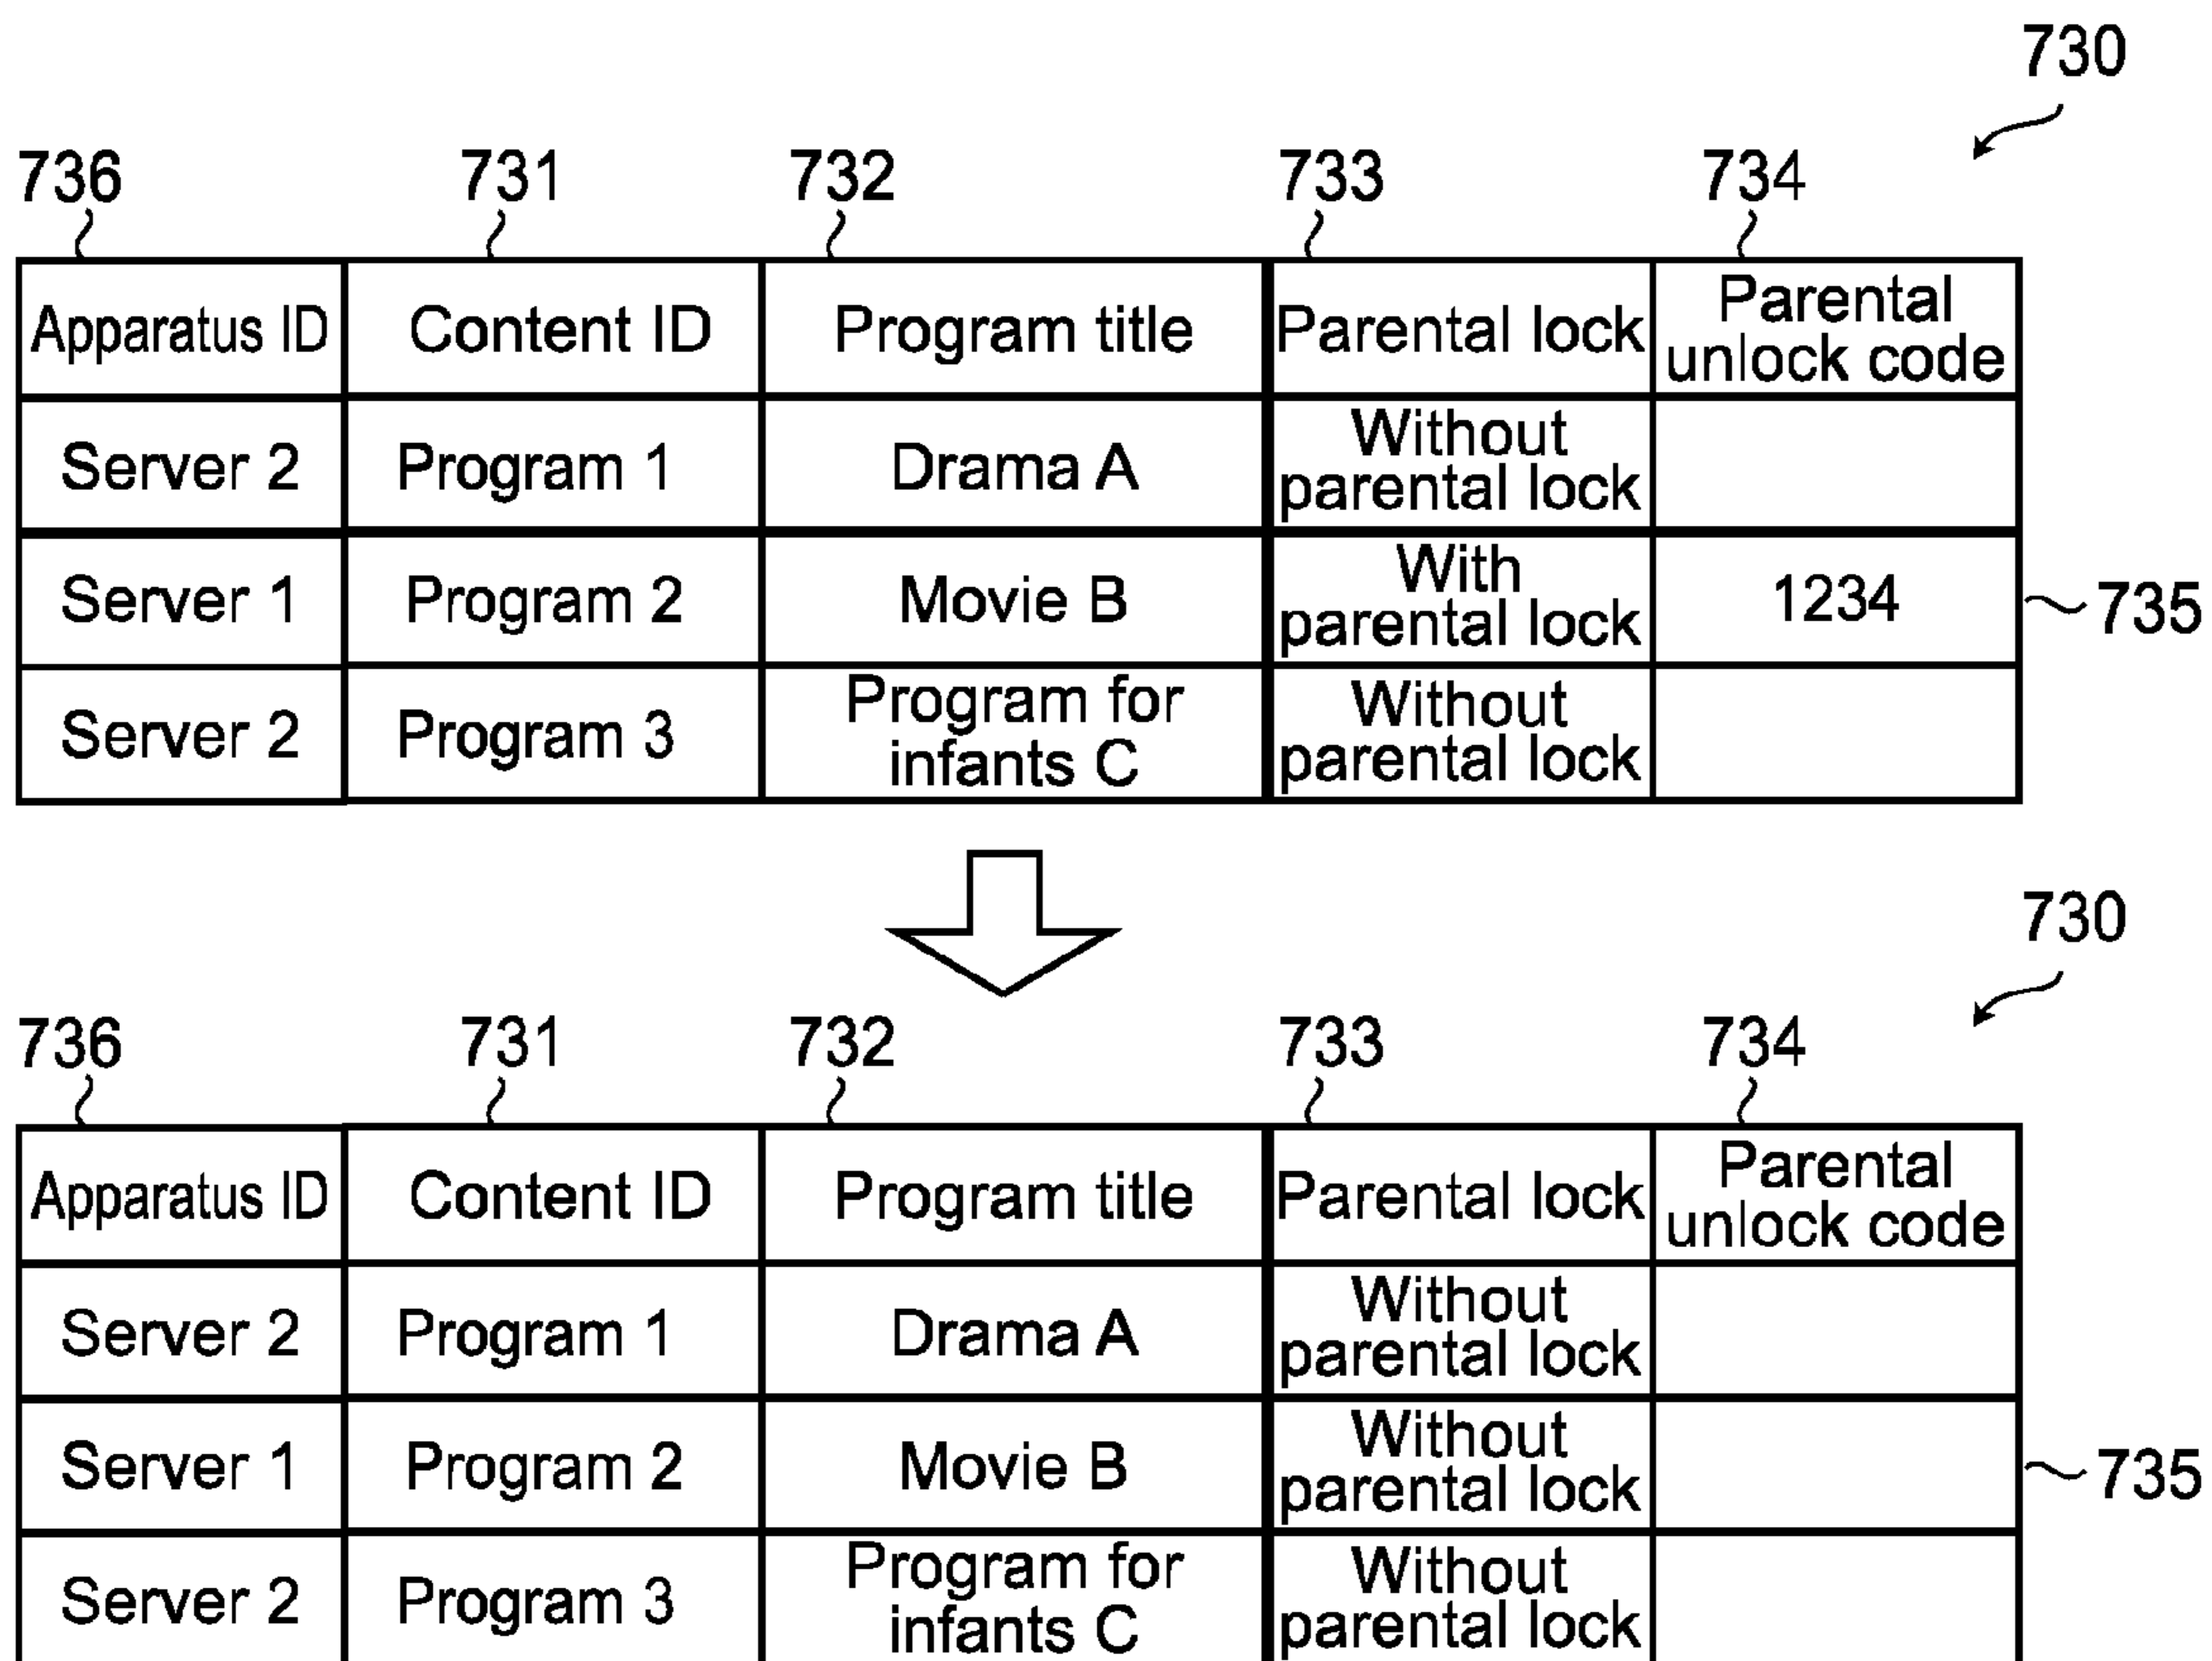 730
736 731 732 733 734
Apparatus ID Content ID Program title Parental lock Parental unlock code
Server 2 Program 1 Drama A Without parental lock
Server 1 Program 2 Movie B With parental lock 1234 735
Server 2 Program 3 Program for infants C Without parental lock
730
736 731 732 733 734
Apparatus ID Content ID Program title Parental lock Parental unlock code
Server 2 Program 1 Drama A Without parental lock
Server 1 Program 2 Movie B Without parental lock 735
Server 2 Program 3 Program for infants C Without parental lock